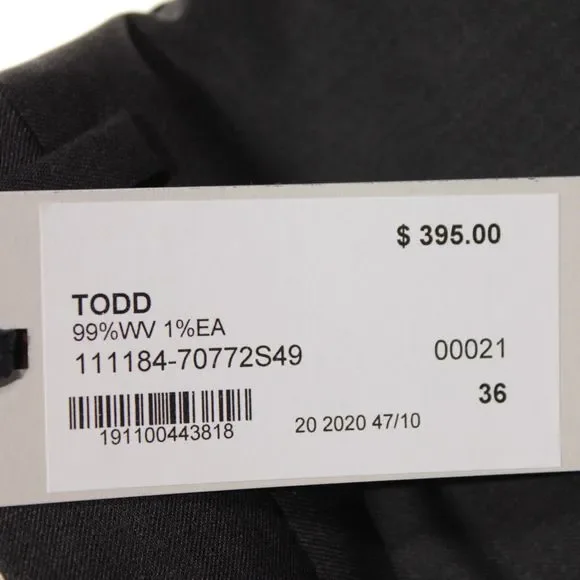 $ 395.00
TODD
99%WV 1%EA
111184-70772S49 00021
36
191100443818 20 2020 47/10